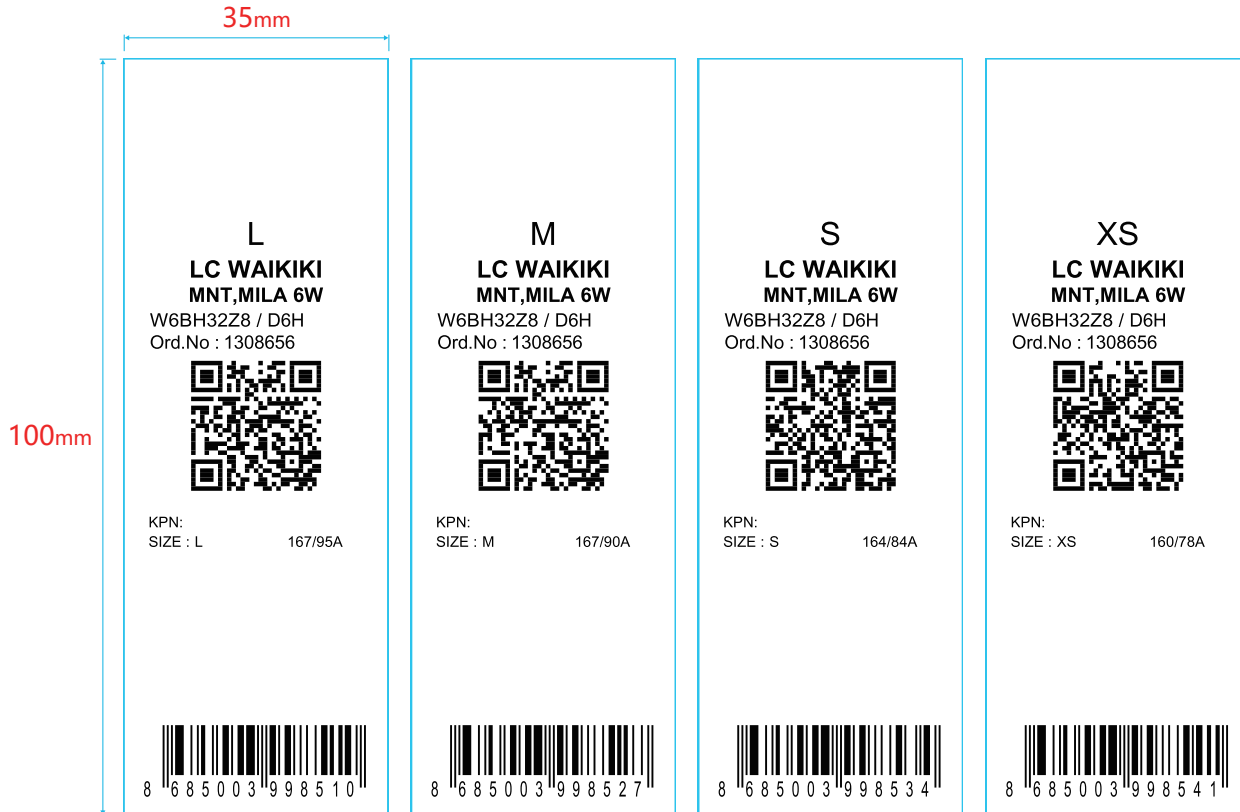 35mm
100mm
L
LC WAIKIKI
MNT,MILA 6W
W6BH32Z8 / D6H
Ord.No : 1308656
KPN:
SIZE : L 167/95A
8 685003 998510
M
LC WAIKIKI
MNT,MILA 6W
W6BH32Z8 / D6H
Ord.No : 1308656
KPN:
SIZE : M 167/90A
8 685003 998527
S
LC WAIKIKI
MNT,MILA 6W
W6BH32Z8 / D6H
Ord.No : 1308656
KPN:
SIZE : S 164/84A
8 685003 998534
XS
LC WAIKIKI
MNT,MILA 6W
W6BH32Z8 / D6H
Ord.No : 1308656
KPN:
SIZE : XS 160/78A
8 685003 998541